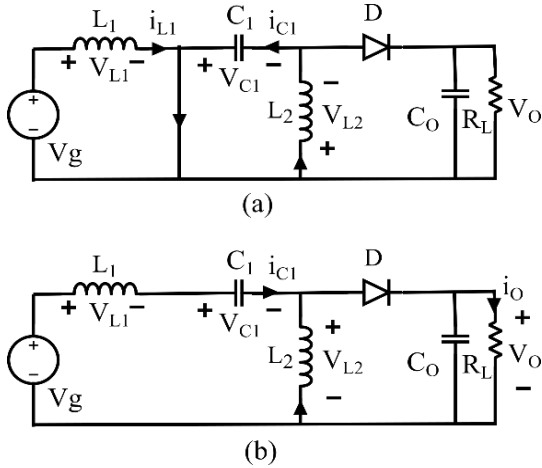 L1 iL1 C1 iC1 D
+ VL1 − + VC1 − − L2 VL2 + CO RL VO
+ − Vg
(a)
L1 C1 iC1 D iO
+ VL1 − + VC1 − + L2 VL2 − CO RL + VO −
+ − Vg
(b)